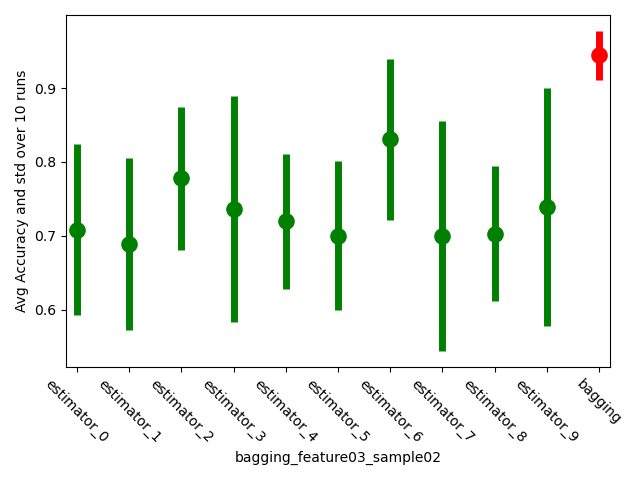 Avg Accuracy and std over 10 runs
0.9
0.8
0.7
0.6
estimator_0
estimator_1
estimator_2
estimator_3
estimator_4
estimator_5
estimator_6
estimator_7
estimator_8
estimator_9
bagging
bagging_feature03_sample02